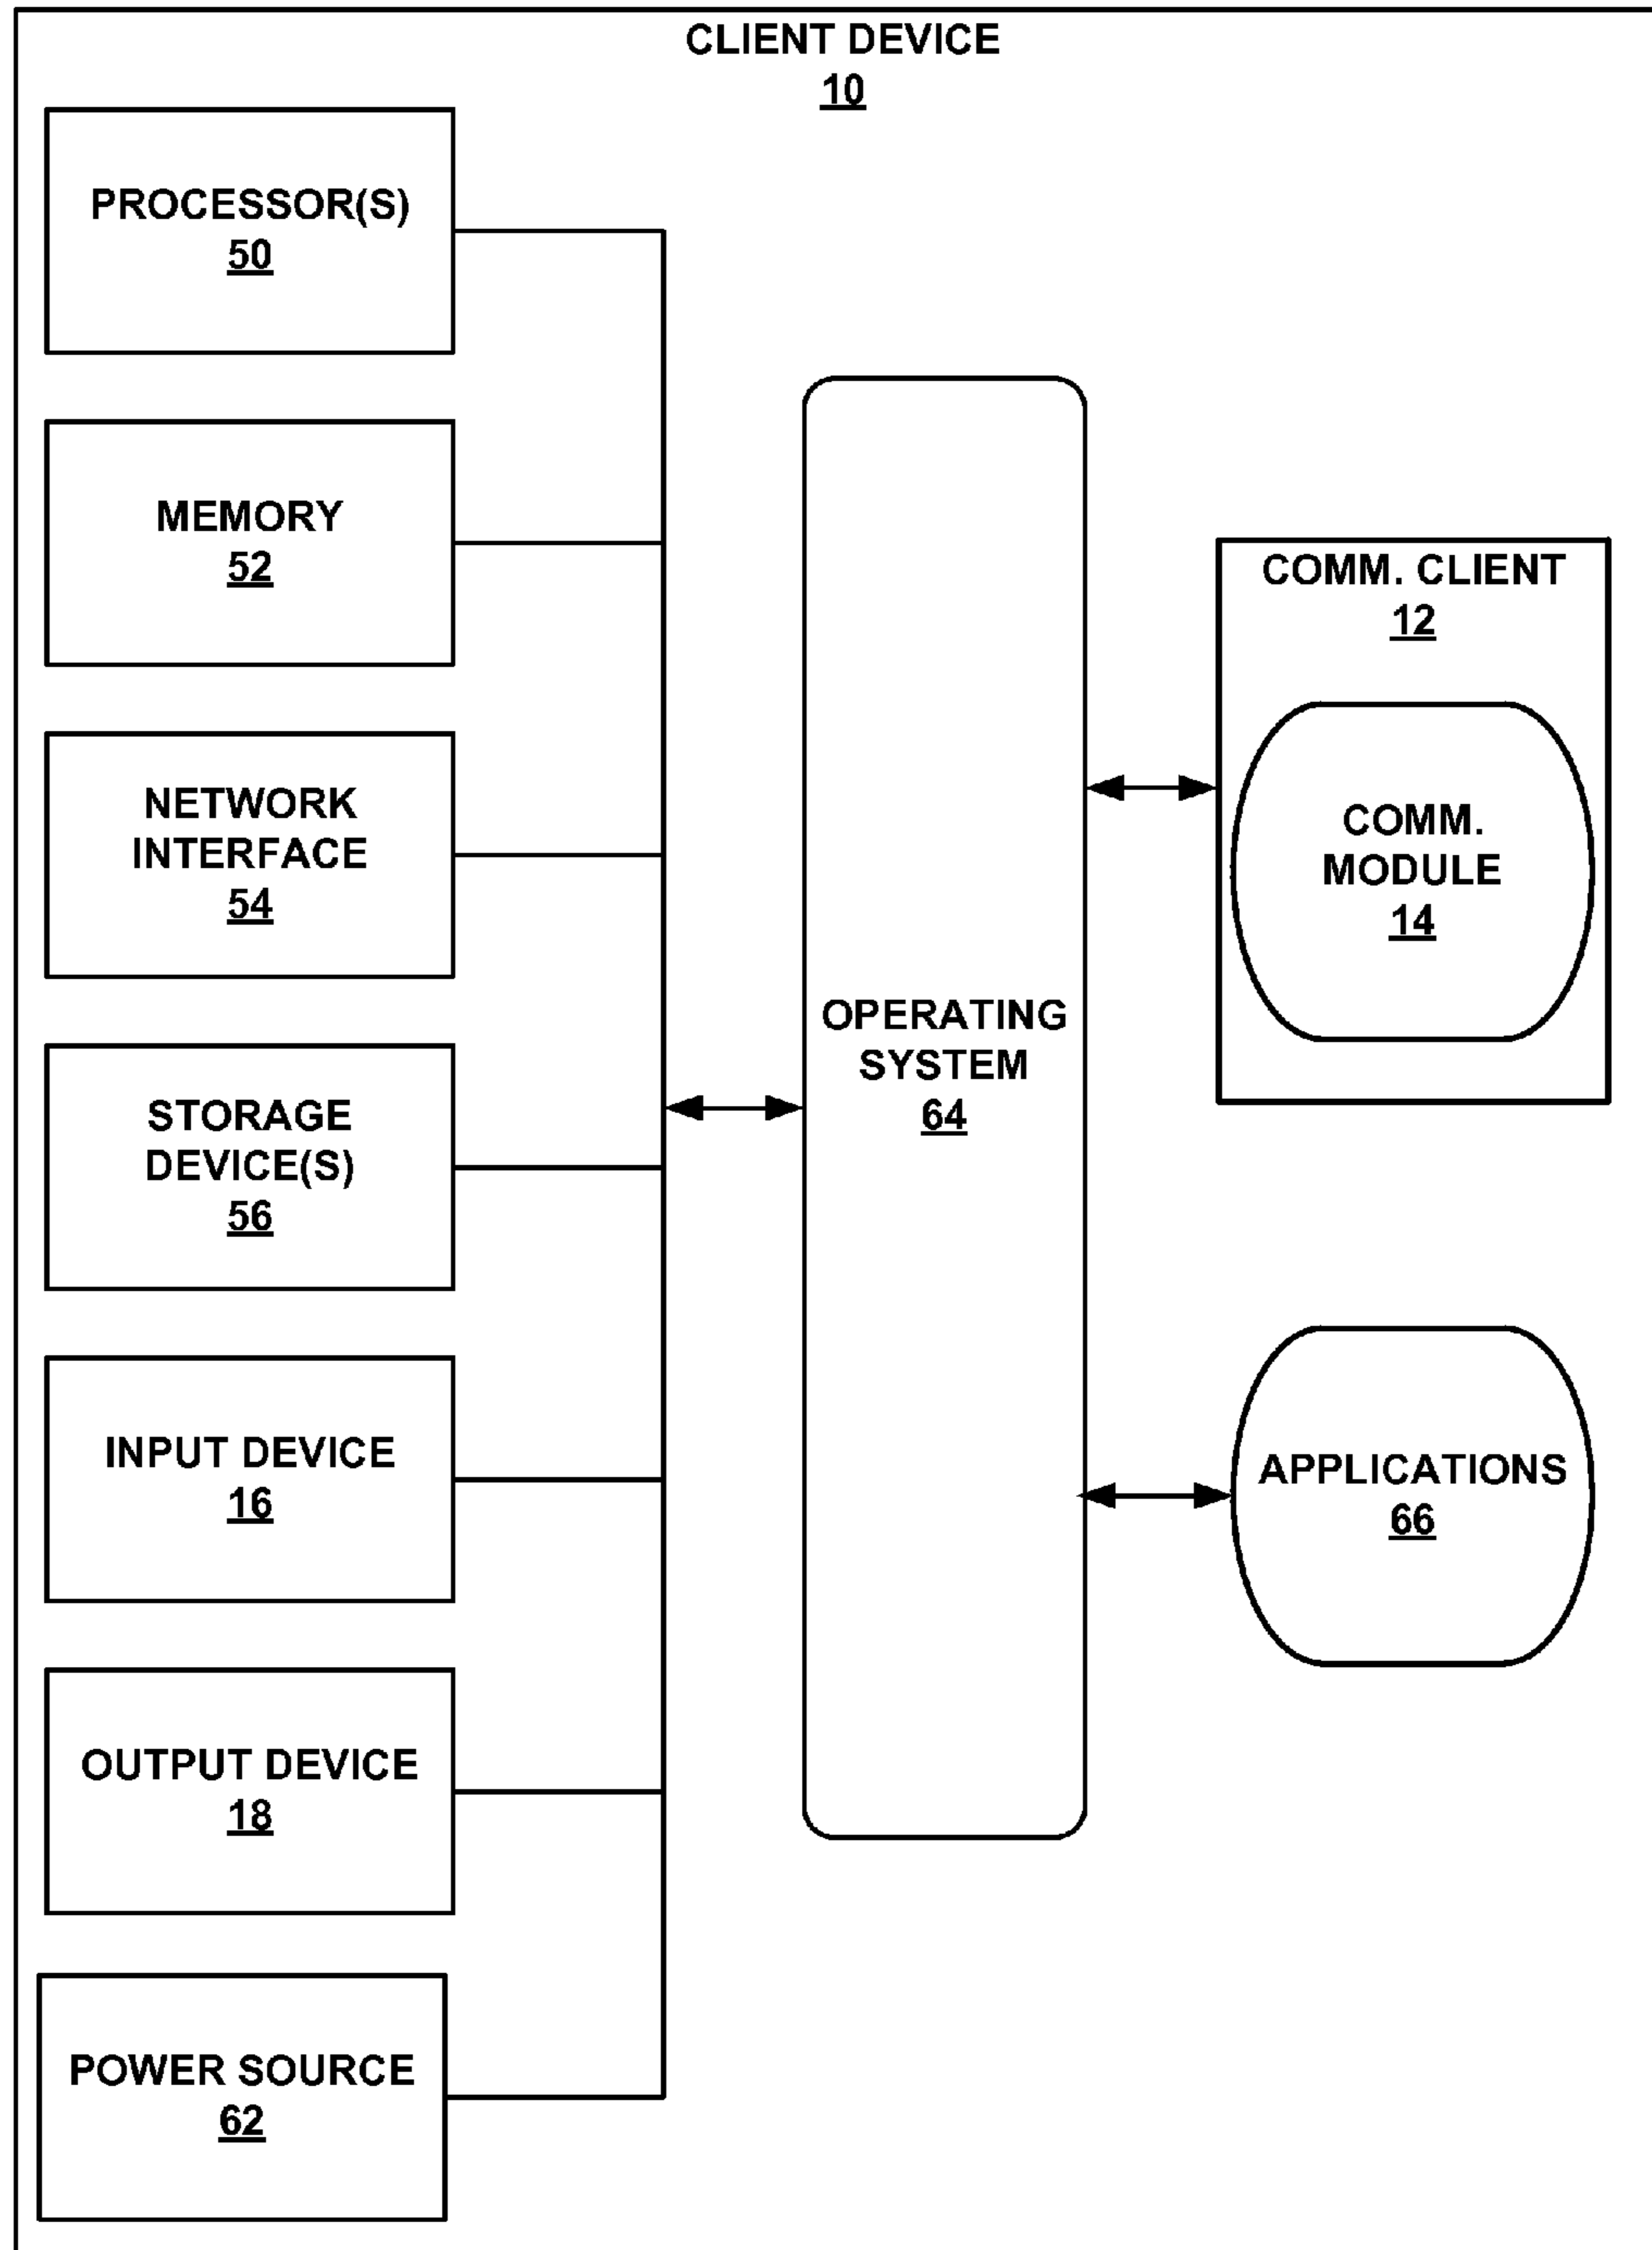 CLIENT DEVICE
10
PROCESSOR(S)
50
MEMORY
52
NETWORK
INTERFACE
54
STORAGE
DEVICE(S)
56
INPUT DEVICE
16
OUTPUT DEVICE
18
POWER SOURCE
62
OPERATING
SYSTEM
64
COMM. CLIENT
12
COMM.
MODULE
14
APPLICATIONS
66